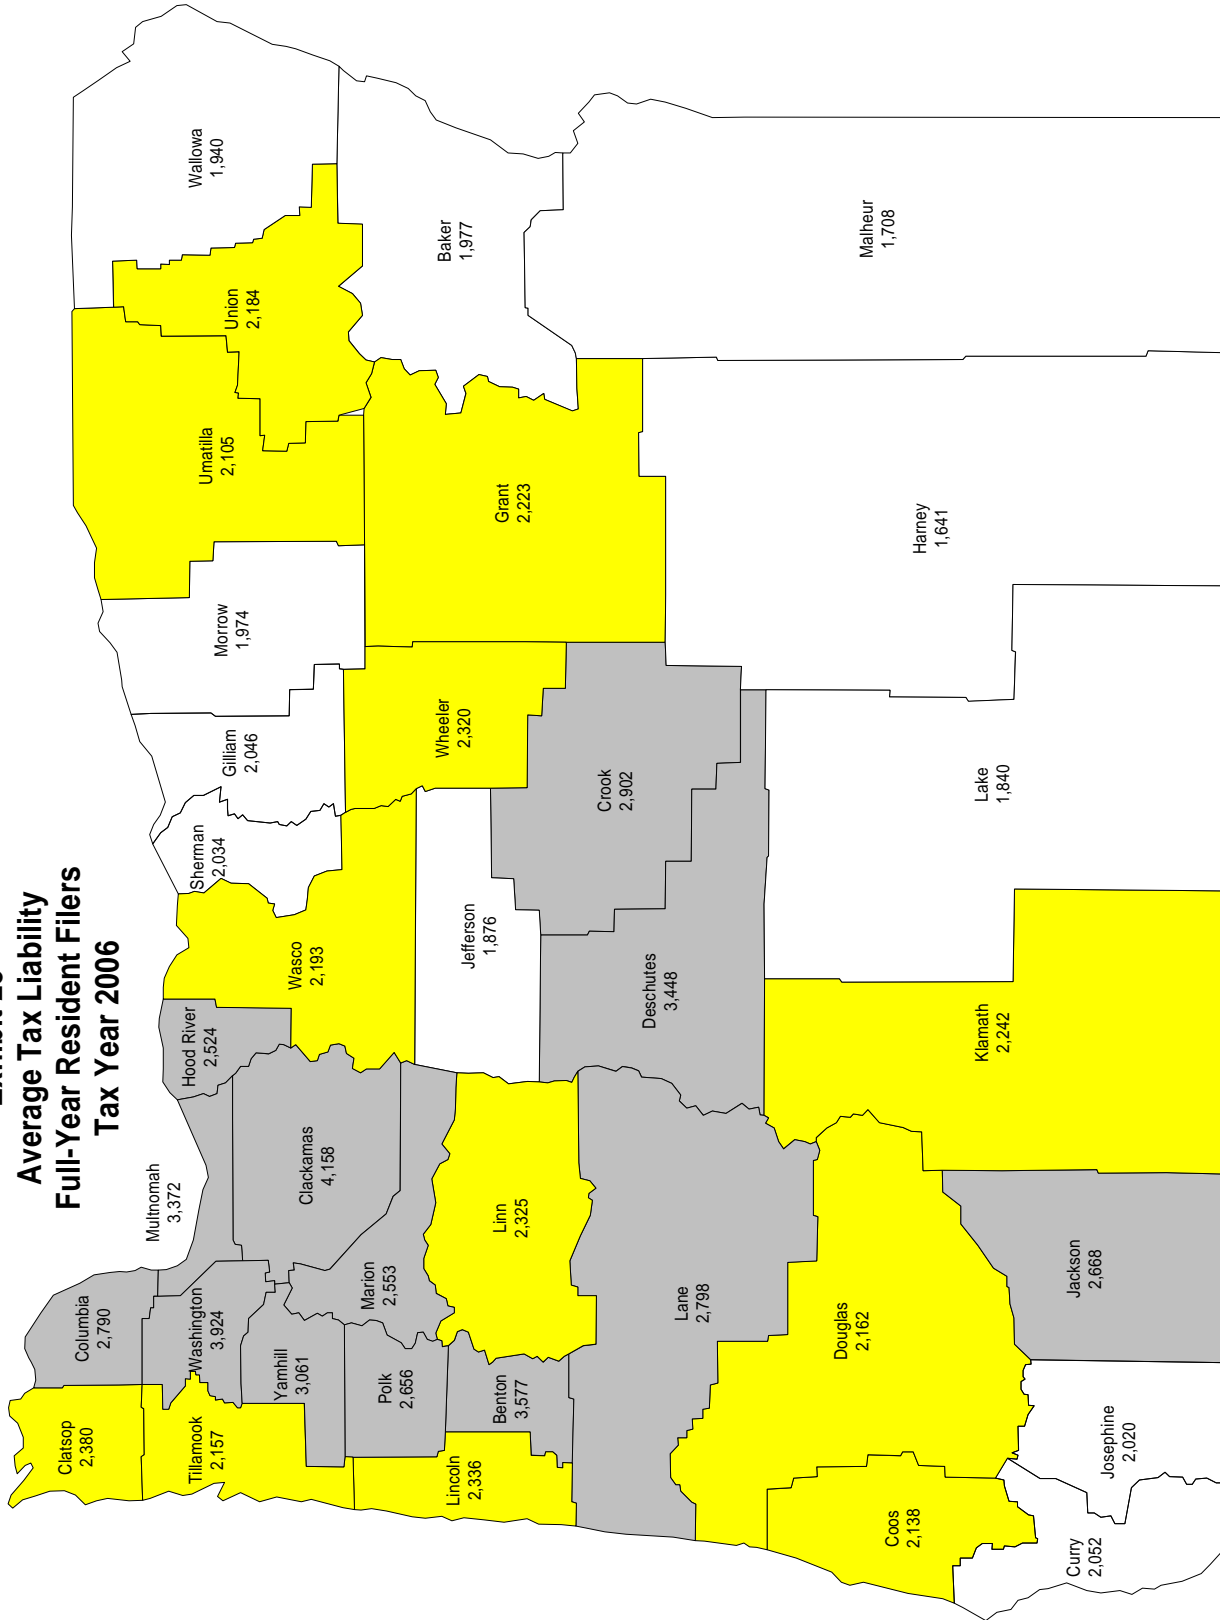 Average Tax Liability
Full-Year Resident Filers
Tax Year 2006
Clatsop
2,380
Columbia
2,790
Multnomah
3,372
Hood River
2,524
Sherman
2,034
Gilliam
2,046
Morrow
1,974
Umatilla
2,105
Union
2,184
Wallowa
1,940
Tillamook
2,157
Washington
3,924
Yamhill
3,061
Clackamas
4,158
Wasco
2,193
Polk
2,656
Marion
2,553
Jefferson
1,876
Wheeler
2,320
Grant
2,223
Baker
1,977
Lincoln
2,336
Benton
3,577
Linn
2,325
Crook
2,902
Deschutes
3,448
Lane
2,798
Douglas
2,162
Coos
2,138
Klamath
2,242
Lake
1,840
Harney
1,641
Malheur
1,708
Curry
2,052
Josephine
2,020
Jackson
2,668